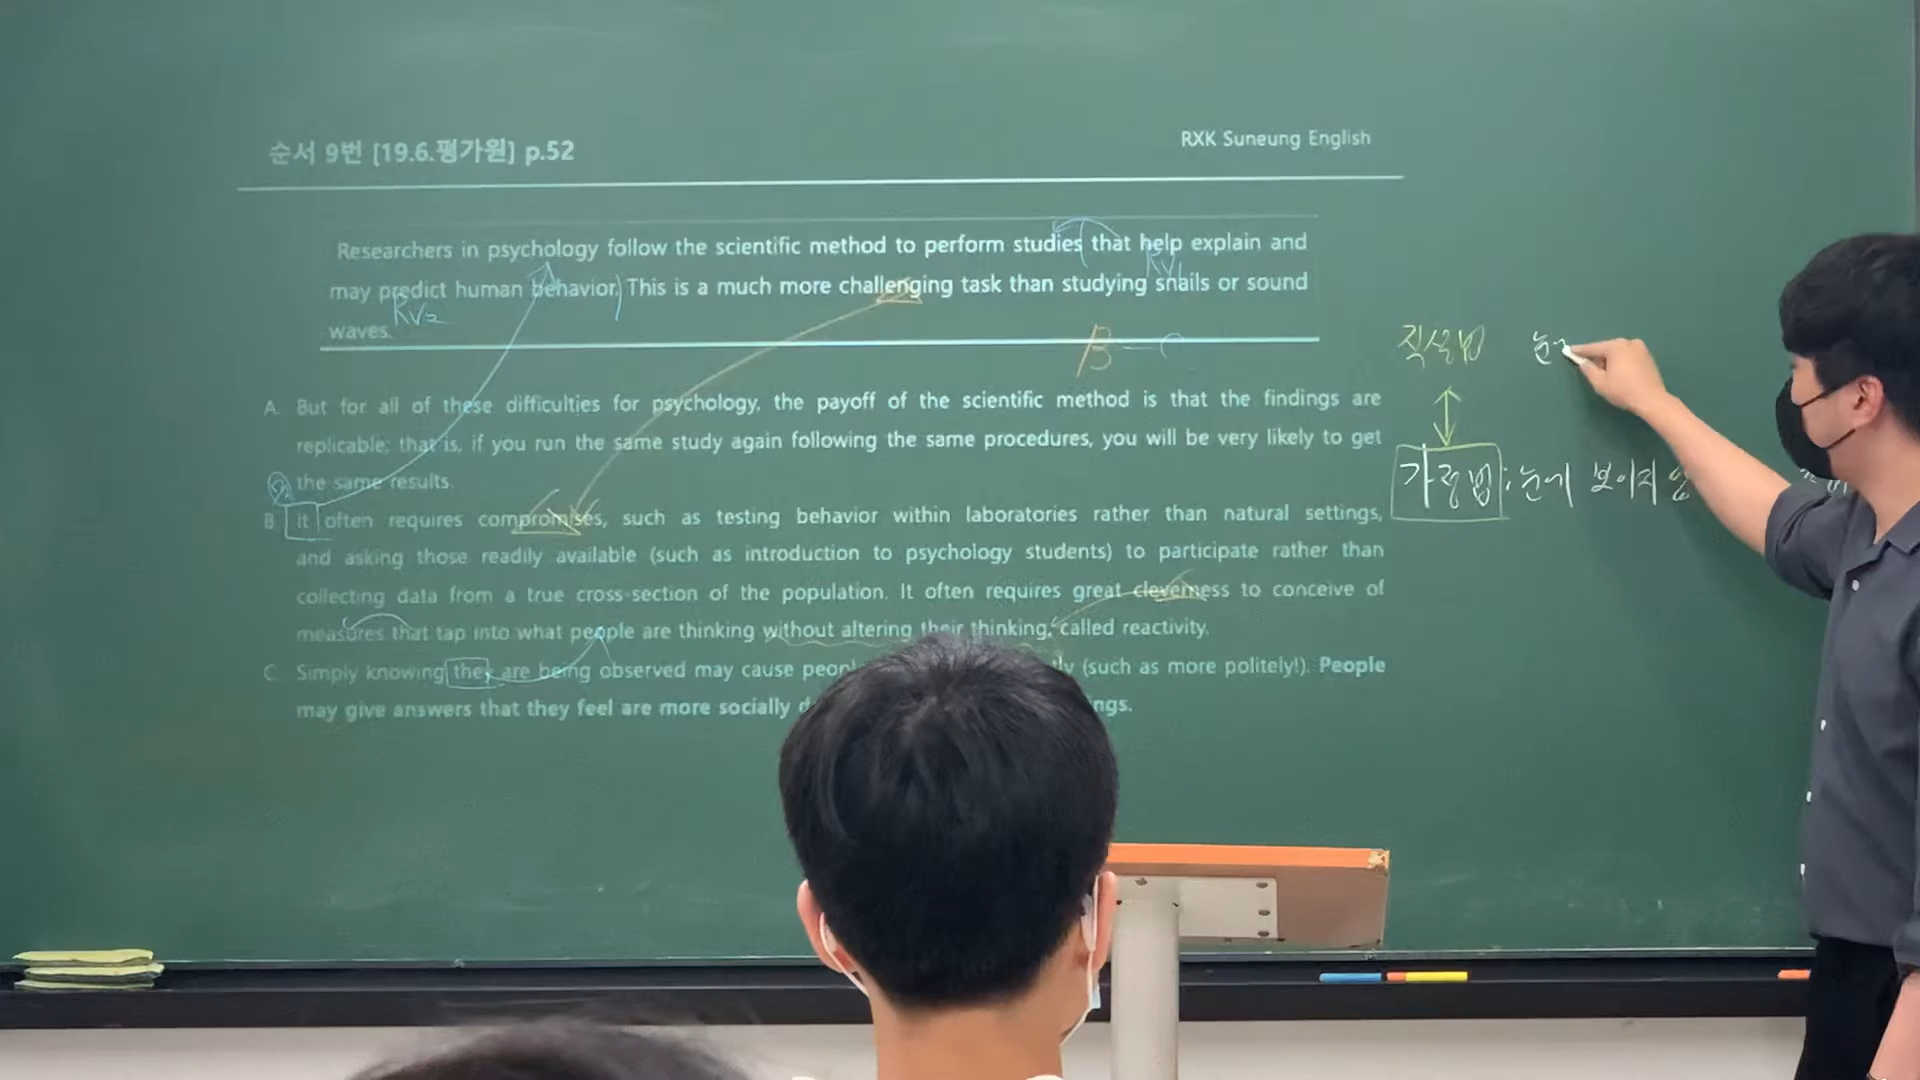 순서 9번 [19.6.평가원] p.52
RXK Suneung English
Researchers in psychology follow the scientific method to perform studies that help explain and
may predict human behavior. This is a much more challenging task than studying snails or sound
waves.
RV₂
B - C
A. But for all of these difficulties for psychology, the payoff of the scientific method is that the findings are
replicable; that is, if you run the same study again following the same procedures, you will be very likely to get
the same results.
B. It often requires compromises, such as testing behavior within laboratories rather than natural settings,
and asking those readily available (such as introduction to psychology students) to participate rather than
collecting data from a true cross-section of the population. It often requires great cleverness to conceive of
measures that tap into what people are thinking without altering their thinking, called reactivity.
C. Simply knowing they are being observed may cause (such as more politely!). People
may give answers that they feel are more socially
직설법 눈에
가정법 : 눈에 보이지